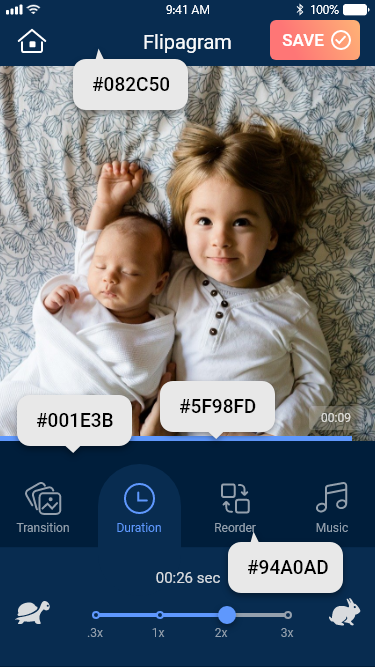 9:41 AM 100%
Flipagram
SAVE
#082C50
#001E3B
#5F98FD
00:09
Transition Duration Reorder Music
#94A0AD
00:26 sec
.3x 1x 2x 3x